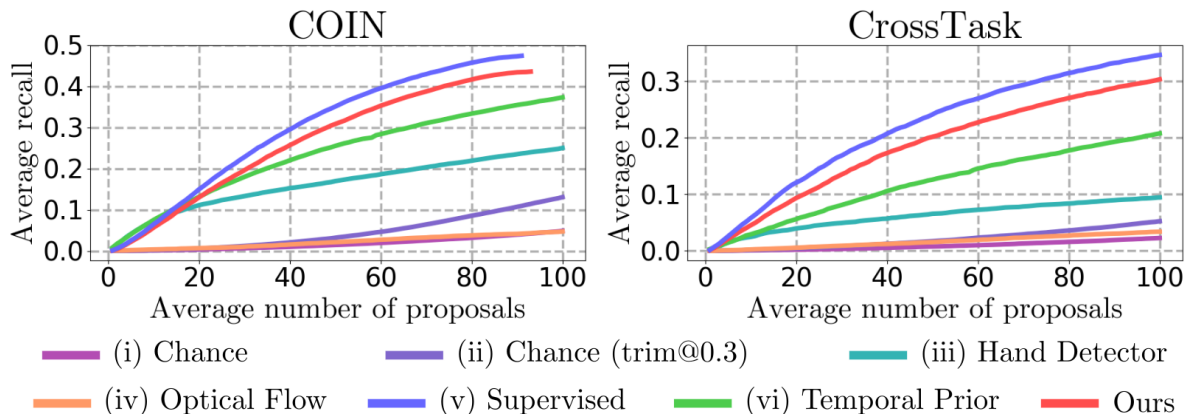 COIN
CrossTask
Average recall
0.5
0.4
0.3
0.2
0.1
0.0
0 20 40 60 80 100
Average number of proposals
Average recall
0.3
0.2
0.1
0.0
0 20 40 60 80 100
Average number of proposals
(i) Chance (ii) Chance (trim@0.3) (iii) Hand Detector
(iv) Optical Flow (v) Supervised (vi) Temporal Prior Ours